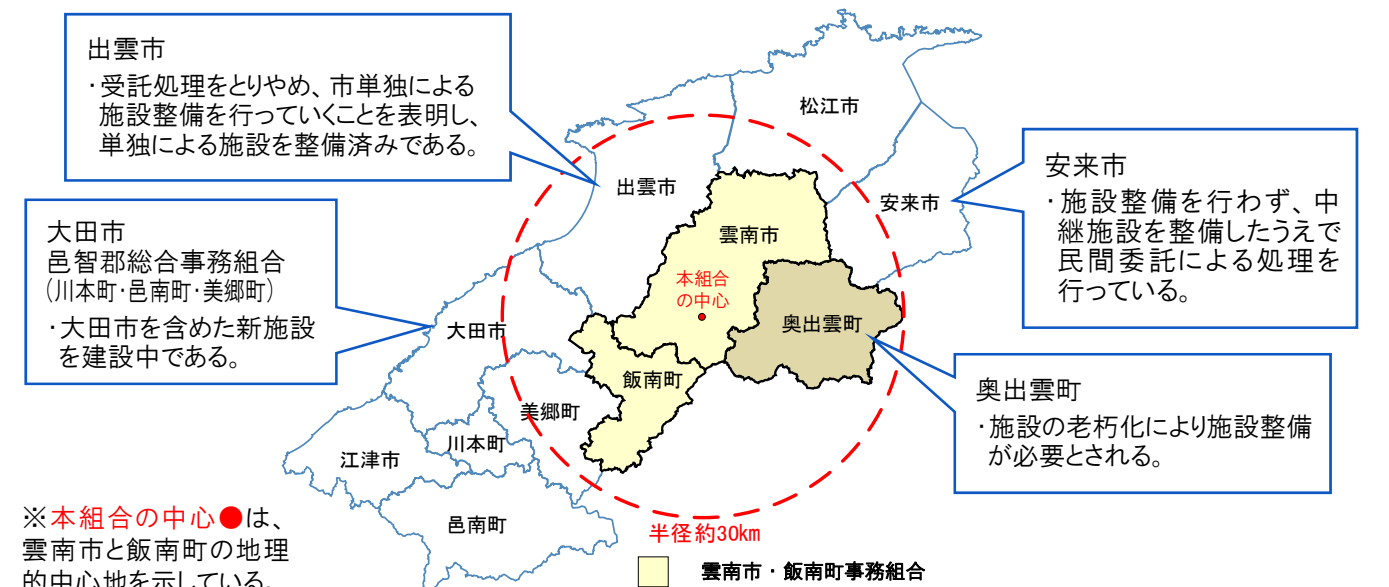 出雲市
・受託処理をとりやめ、市単独による
施設整備を行っていくことを表明し、
単独による施設を整備済みである。
大田市
邑智郡総合事務組合
(川本町・邑南町・美郷町)
・大田市を含めた新施設
を建設中である。
安来市
・施設整備を行わず、中
継施設を整備したうえで
民間委託による処理を
行っている。
奥出雲町
・施設の老朽化により施設整備
が必要とされる。
松江市
出雲市
安来市
雲南市
本組合
の中心
奥出雲町
大田市
飯南町
美郷町
川本町
江津市
邑南町
半径約30km
※本組合の中心●は、
雲南市と飯南町の地理
的中心地を示している。
雲南市・飯南町事務組合